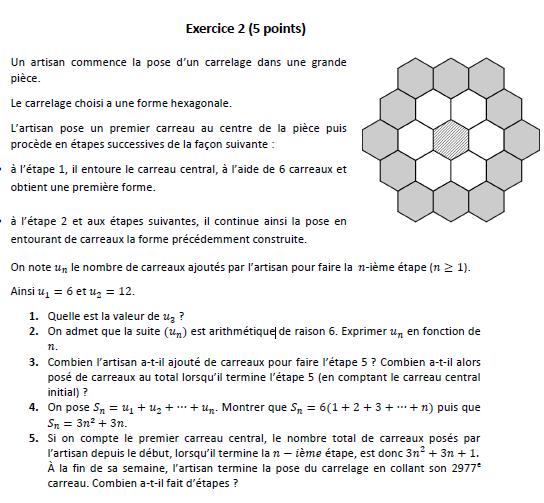 Exercice 2 (5 points)
Un artisan commence la pose d'un carrelage dans une grande
pièce.
Le carrelage choisi a une forme hexagonale.
L'artisan pose un premier carreau au centre de la pièce puis
procède en étapes successives de la façon suivante :
• à l'étape 1, il entoure le carreau central, à l'aide de 6 carreaux et
obtient une première forme.
• à l'étape 2 et aux étapes suivantes, il continue ainsi la pose en
entourant de carreaux la forme précédemment construite.
On note uₙ le nombre de carreaux ajoutés par l'artisan pour faire la n-ième étape (n ≥ 1).
Ainsi u₁ = 6 et u₂ = 12.
1. Quelle est la valeur de u₃ ?
2. On admet que la suite (uₙ) est arithmétique de raison 6. Exprimer uₙ en fonction de
n.
3. Combien l'artisan a-t-il ajouté de carreaux pour faire l'étape 5 ? Combien a-t-il alors
posé de carreaux au total lorsqu'il termine l'étape 5 (en comptant le carreau central
initial) ?
4. On pose Sₙ = u₁ + u₂ + ⋯ + uₙ. Montrer que Sₙ = 6(1 + 2 + 3 + ⋯ + n) puis que
Sₙ = 3n² + 3n.
5. Si on compte le premier carreau central, le nombre total de carreaux posés par
l'artisan depuis le début, lorsqu'il termine la n − ième étape, est donc 3n² + 3n + 1.
À la fin de sa semaine, l'artisan termine la pose du carrelage en collant son 2977ᵉ
carreau. Combien a-t-il fait d'étapes ?